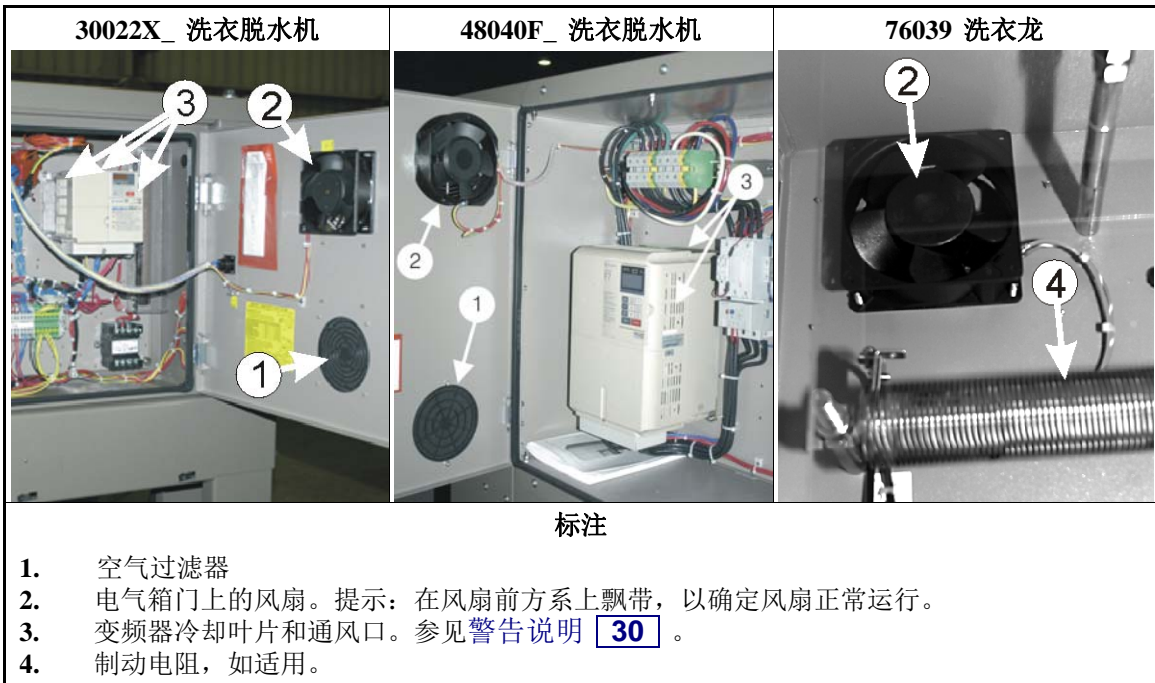 30022X_ 洗衣脱水机
48040F_ 洗衣脱水机
76039 洗衣龙
3
2
1
2
3
1
2
4
标注
1. 空气过滤器
2. 电气箱门上的风扇。提示：在风扇前方系上飘带，以确定风扇正常运行。
3. 变频器冷却叶片和通风口。参见警告说明 30 。
4. 制动电阻，如适用。